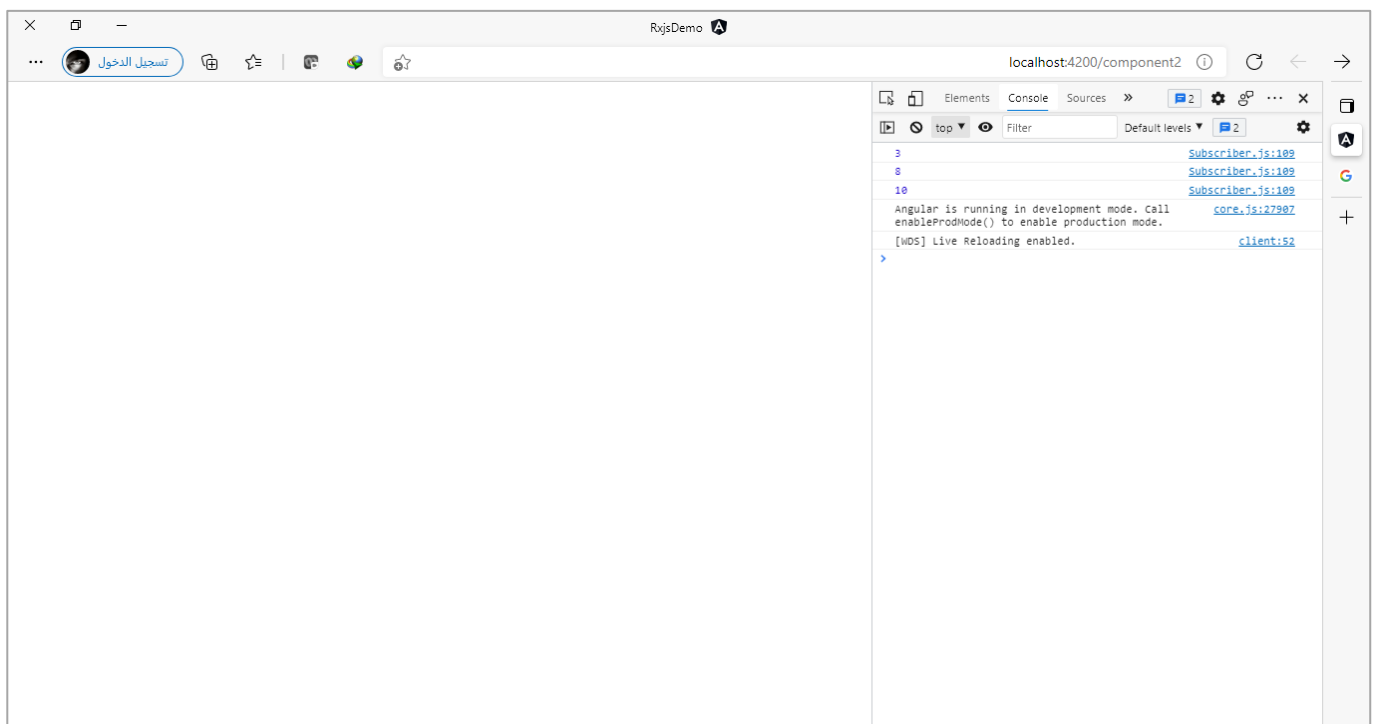 RxjsDemo
تسجيل الدخول
localhost:4200/component2
Elements Console Sources » 2
top ▼ Filter Default levels ▼ 2
3 Subscriber.js:109
8 Subscriber.js:109
10 Subscriber.js:109
Angular is running in development mode. Call core.js:27907
enableProdMode() to enable production mode.
[WDS] Live Reloading enabled. client:52
>